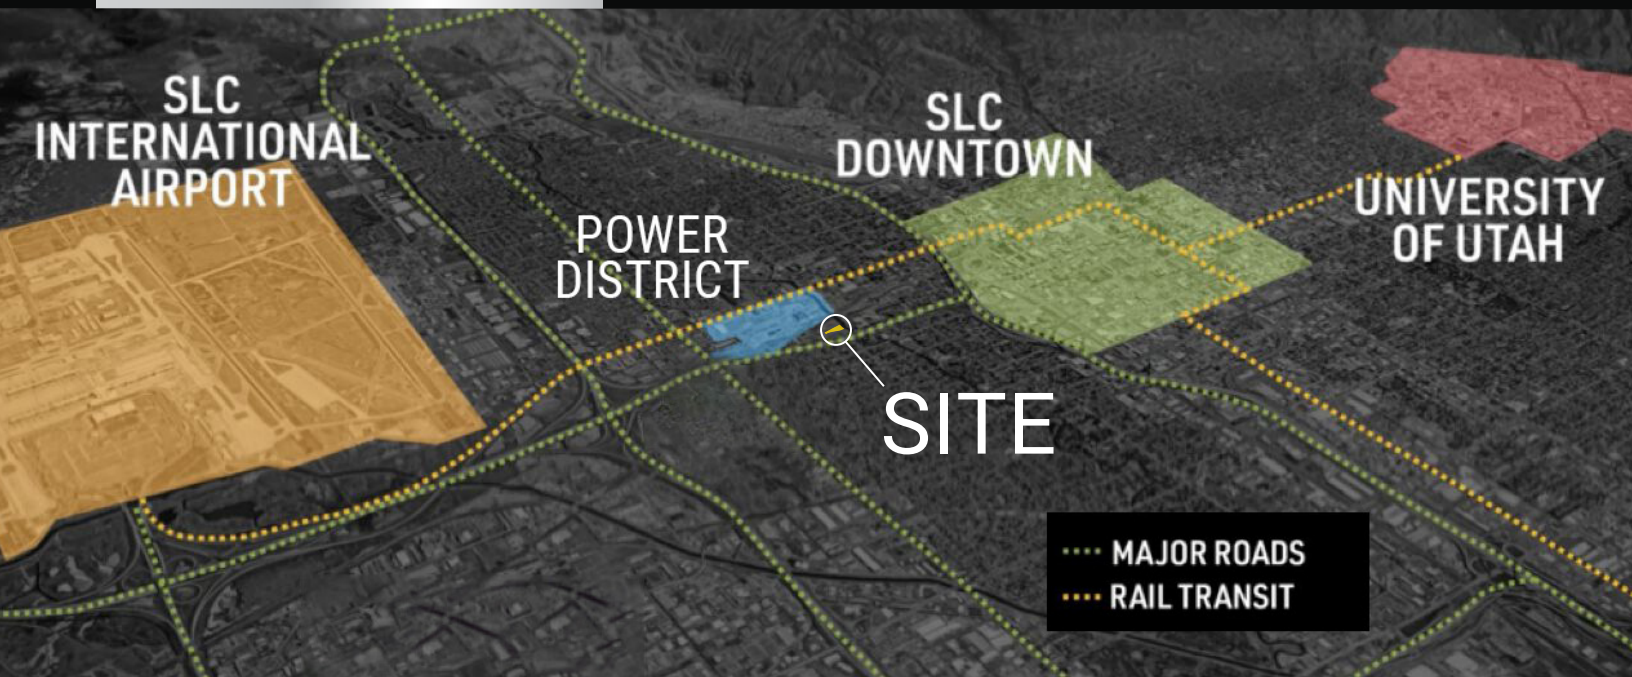 SLC
INTERNATIONAL
AIRPORT
SLC
DOWNTOWN
UNIVERSITY
OF UTAH
POWER
DISTRICT
SITE
MAJOR ROADS
RAIL TRANSIT